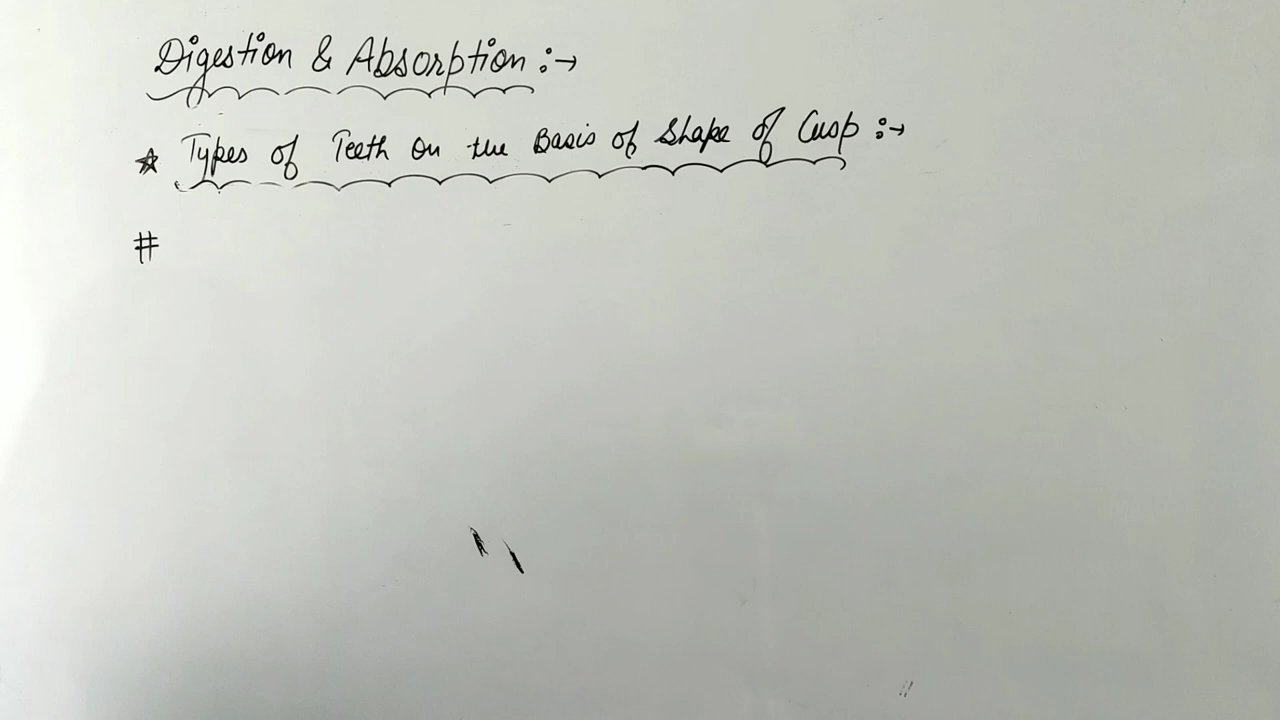 Digestion & Absorption :→
☆ Types of Teeth on the Basis of Shape of Cusp :→
#